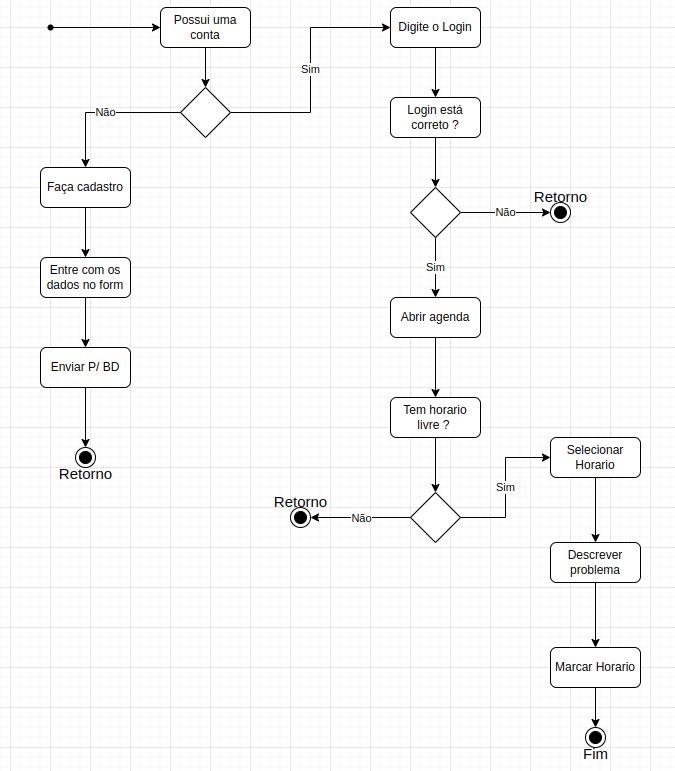 Possui uma
conta
Digite o Login
Sim
Não
Login está
correto ?
Faça cadastro
Retorno
Não
Entre com os
dados no form
Sim
Abrir agenda
Enviar P/ BD
Tem horario
livre ?
Selecionar
Horario
Retorno
Sim
Retorno
Não
Descrever
problema
Marcar Horario
Fim